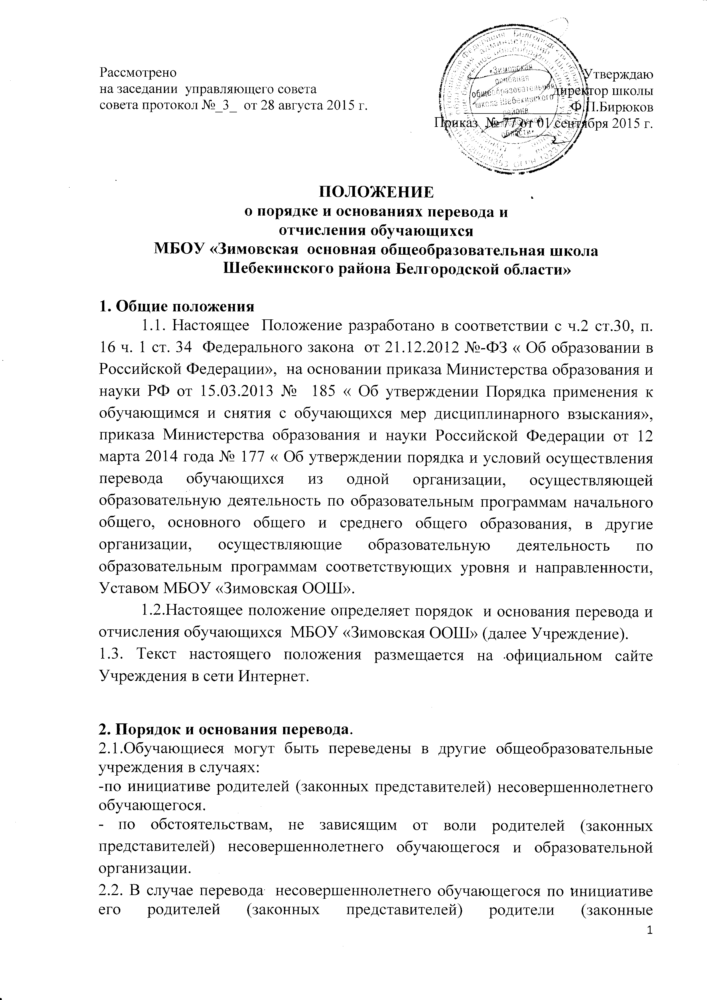 Рассмотрено
на заседании  управляющего совета
совета протокол №_3_  от 28 августа 2015 г.
Утверждаю
директор школы
Ф.П.Бирюков
Приказ  № 77 от 01 сентября 2015 г.
«Зимовская
основная
общеобразовательная
школа Шебекинского
района
области»
ПОЛОЖЕНИЕ
о порядке и основаниях перевода и
отчисления обучающихся
МБОУ «Зимовская  основная общеобразовательная школа
Шебекинского района Белгородской области»
1. Общие положения
1.1. Настоящее  Положение разработано в соответствии с ч.2 ст.30, п.
16 ч. 1 ст. 34  Федерального закона  от 21.12.2012 №-ФЗ « Об образовании в
Российской Федерации»,  на основании приказа Министерства образования и
науки РФ от 15.03.2013 №  185 « Об утверждении Порядка применения к
обучающимся и снятия с обучающихся мер дисциплинарного взыскания»,
приказа Министерства образования и науки Российской Федерации от 12
марта 2014 года № 177 « Об утверждении порядка и условий осуществления
перевода обучающихся из одной организации, осуществляющей
образовательную деятельность по образовательным программам начального
общего, основного общего и среднего общего образования, в другие
организации, осуществляющие образовательную деятельность по
образовательным программам соответствующих уровня и направленности,
Уставом МБОУ «Зимовская ООШ».
1.2.Настоящее положение определяет порядок  и основания перевода и
отчисления обучающихся  МБОУ «Зимовская ООШ» (далее Учреждение).
1.3. Текст настоящего положения размещается на официальном сайте
Учреждения в сети Интернет.
2. Порядок и основания перевода.
2.1.Обучающиеся могут быть переведены в другие общеобразовательные
учреждения в случаях:
-по инициативе родителей (законных представителей) несовершеннолетнего
обучающегося.
- по обстоятельствам, не зависящим от воли родителей (законных
представителей) несовершеннолетнего обучающегося и образовательной
организации.
2.2. В случае перевода  несовершеннолетнего обучающегося по инициативе
его родителей (законных представителей) родители (законные
1